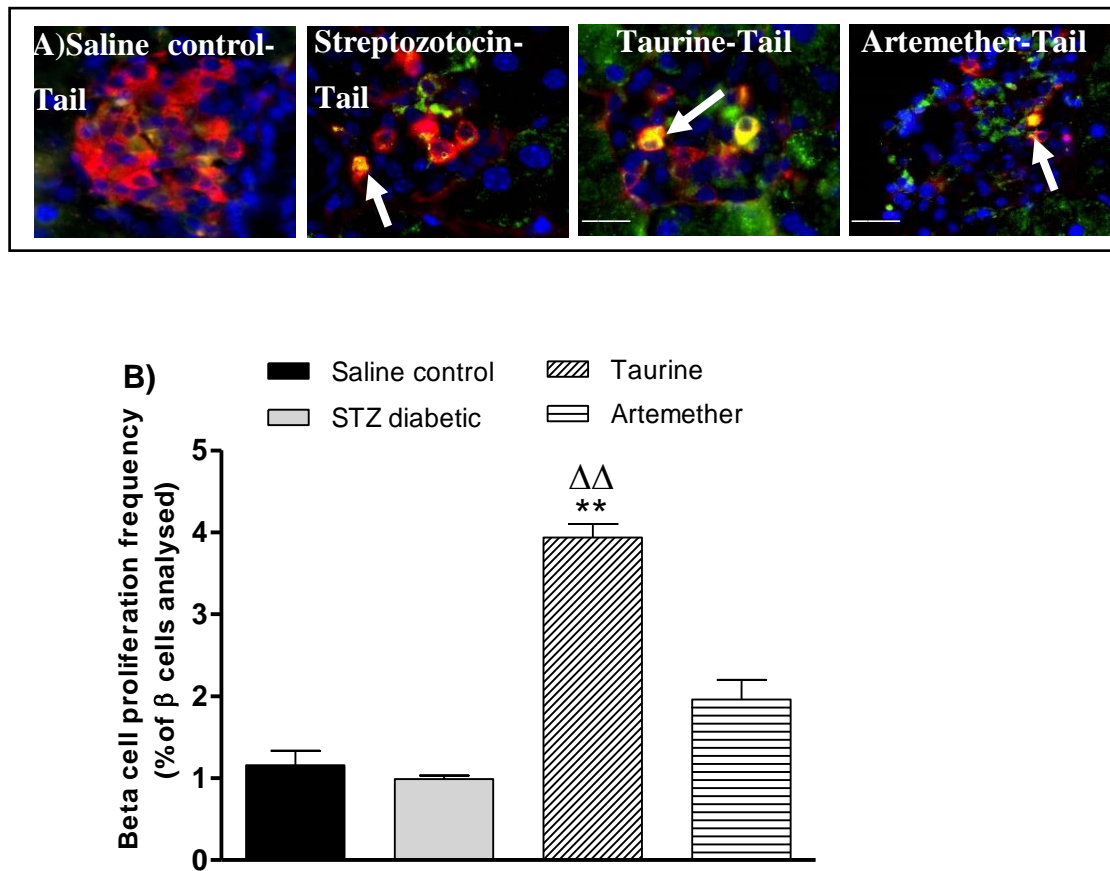 A)Saline control-
Tail
Streptozotocin-
Tail
Taurine-Tail
Artemether-Tail
B)
Saline control
Taurine
STZ diabetic
Artemether
Beta cell proliferation frequency
(% of β cells analysed)
5
4
3
2
1
0
ΔΔ
**